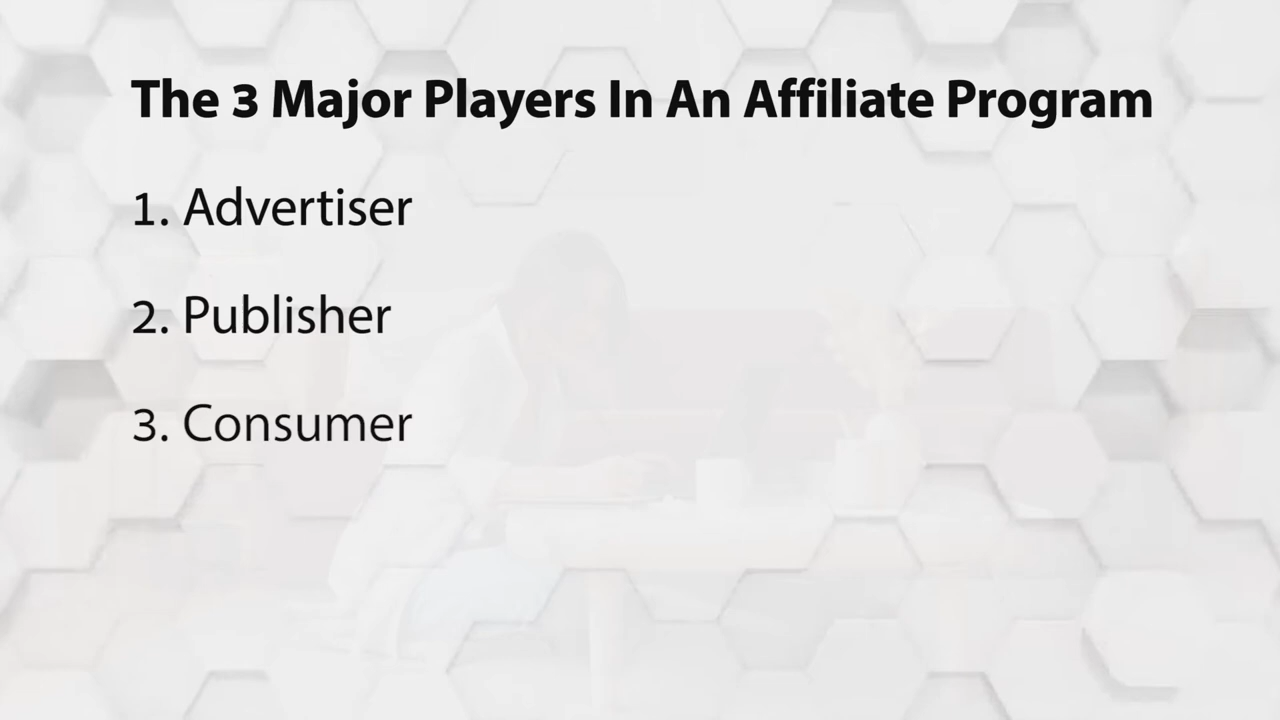 The 3 Major Players In An Affiliate Program
1. Advertiser
2. Publisher
3. Consumer